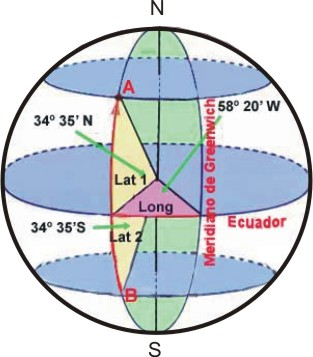 N
A
58º 20' W
34º 35' N
Meridiano de Greenwich
Lat 1
Long
Ecuador
34º 35'S
Lat 2
B
S